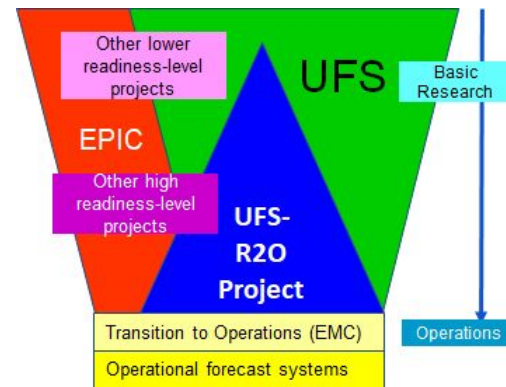 Other lower
readiness-level
projects
UFS
Basic
Research
EPIC
Other high
readiness-level
projects
UFS-
R2O
Project
Transition to Operations (EMC)
Operations
Operational forecast systems